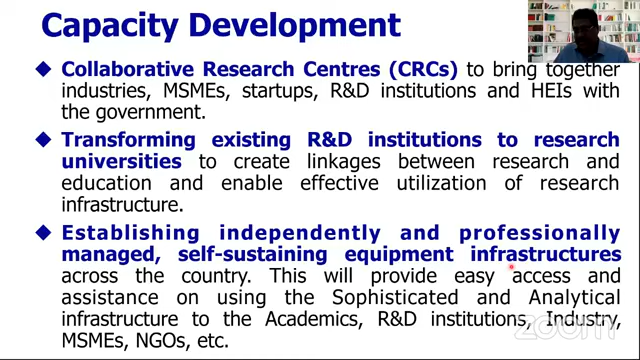 Capacity Development
Collaborative Research Centres (CRCs) to bring together
industries, MSMEs, startups, R&D institutions and HEIs with
the government.
Transforming existing R&D institutions to research
universities to create linkages between research and
education and enable effective utilization of research
infrastructure.
Establishing independently and professionally
managed, self-sustaining equipment infrastructures
across the country. This will provide easy access and
assistance on using the Sophisticated and Analytical
infrastructure to the Academics, R&D institutions, Industry,
MSMEs, NGOs, etc.
zoom